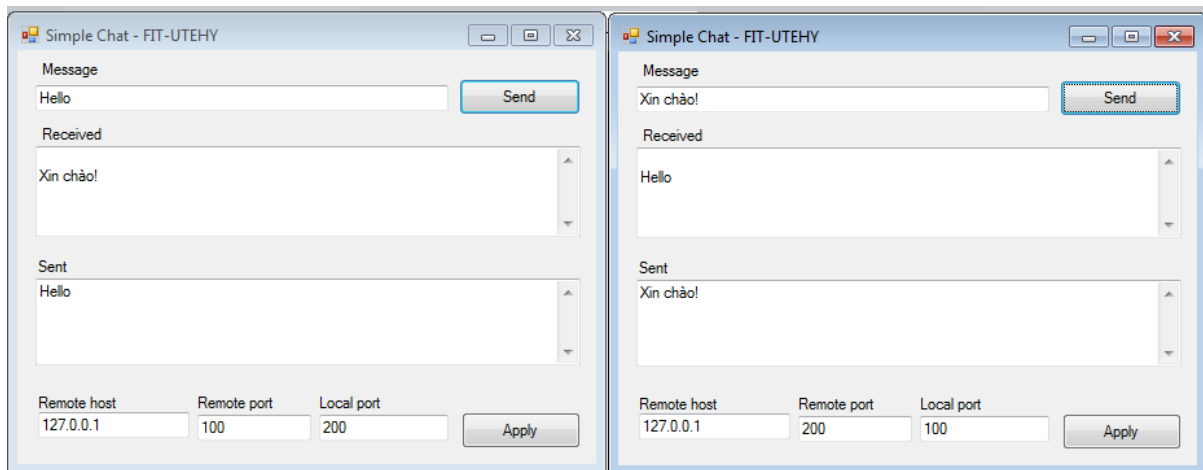 Simple Chat - FIT-UTEHY
Message
Hello
Send
Received
Xin chào!
Sent
Hello
Remote host
Remote port
Local port
127.0.0.1
100
200
Apply
Simple Chat - FIT-UTEHY
Message
Xin chào!
Send
Received
Hello
Sent
Xin chào!
Remote host
Remote port
Local port
127.0.0.1
200
100
Apply